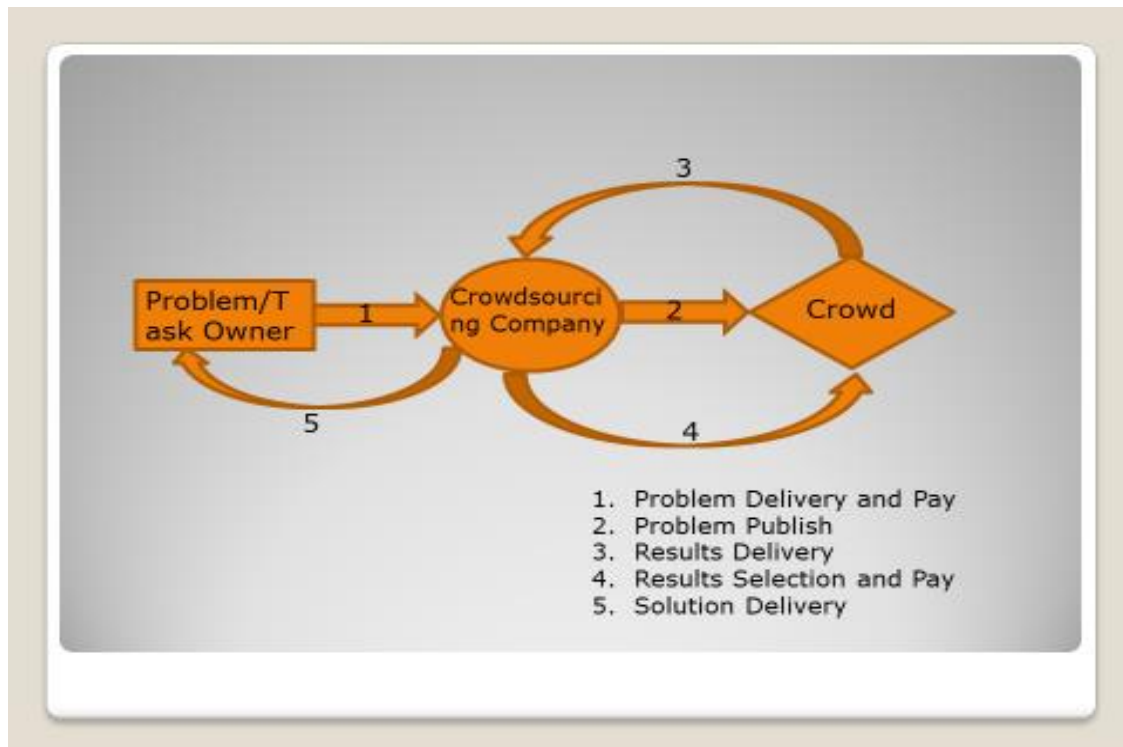 3
Problem/T
ask Owner
1
Crowdsourci
ng Company
2
Crowd
5
4
1. Problem Delivery and Pay
2. Problem Publish
3. Results Delivery
4. Results Selection and Pay
5. Solution Delivery